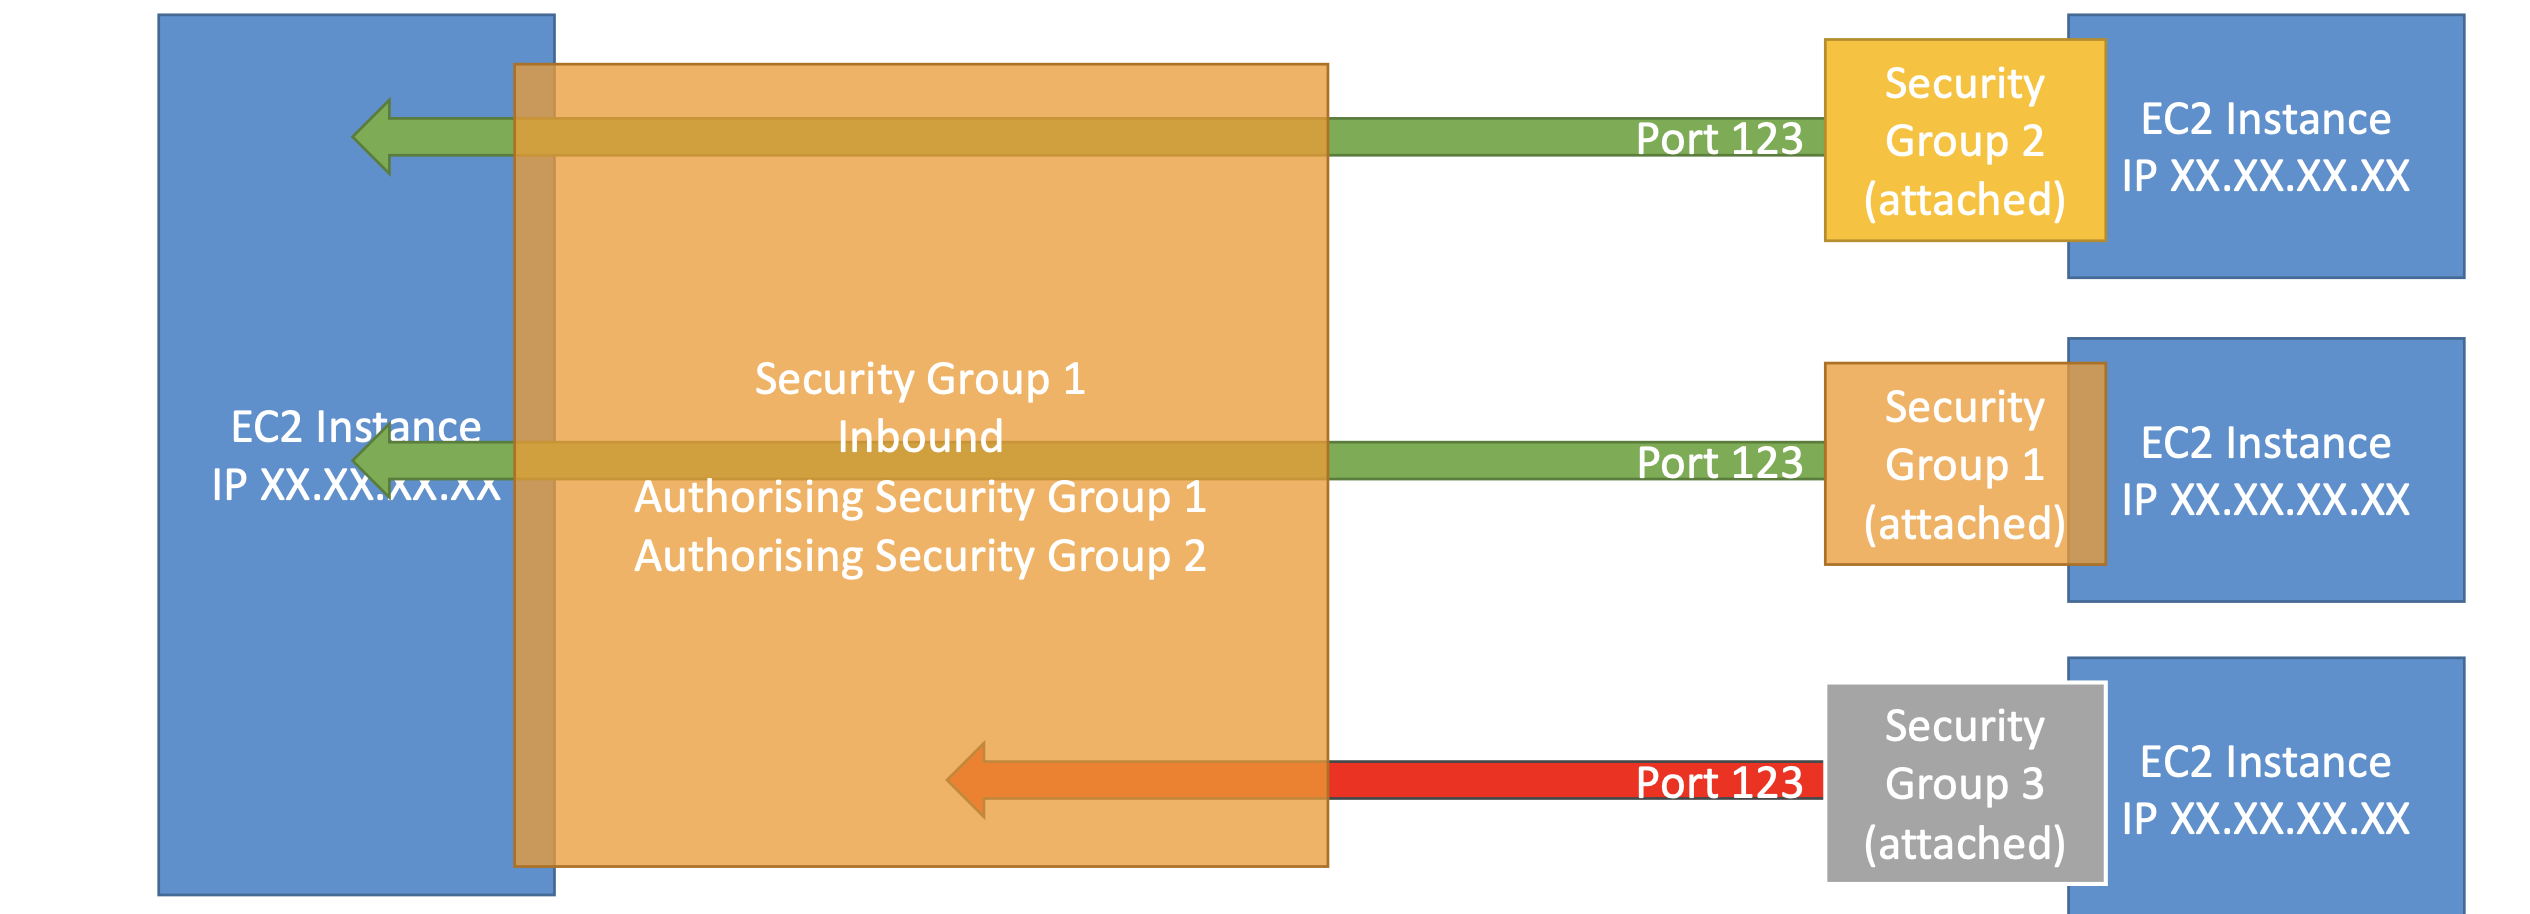 EC2 Instance
IP XX.XX.XX.XX
Security Group 1
Inbound
Authorising Security Group 1
Authorising Security Group 2
Port 123
Security
Group 2
(attached)
EC2 Instance
IP XX.XX.XX.XX
Port 123
Security
Group 1
(attached)
EC2 Instance
IP XX.XX.XX.XX
Port 123
Security
Group 3
(attached)
EC2 Instance
IP XX.XX.XX.XX